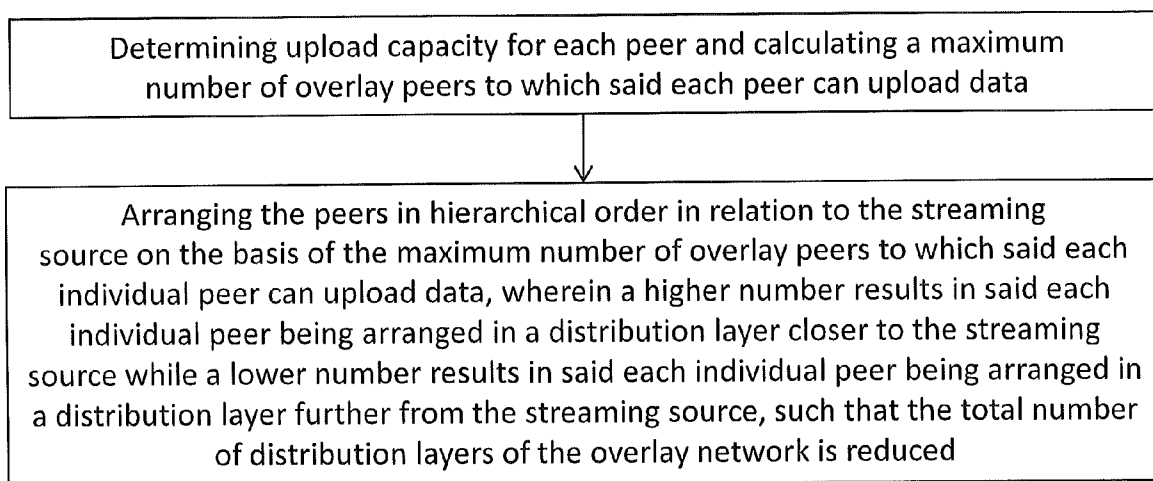 Determining upload capacity for each peer and calculating a maximum
number of overlay peers to which said each peer can upload data
Arranging the peers in hierarchical order in relation to the streaming
source on the basis of the maximum number of overlay peers to which said each
individual peer can upload data, wherein a higher number results in said each
individual peer being arranged in a distribution layer closer to the streaming
source while a lower number results in said each individual peer being arranged in
a distribution layer further from the streaming source, such that the total number
of distribution layers of the overlay network is reduced